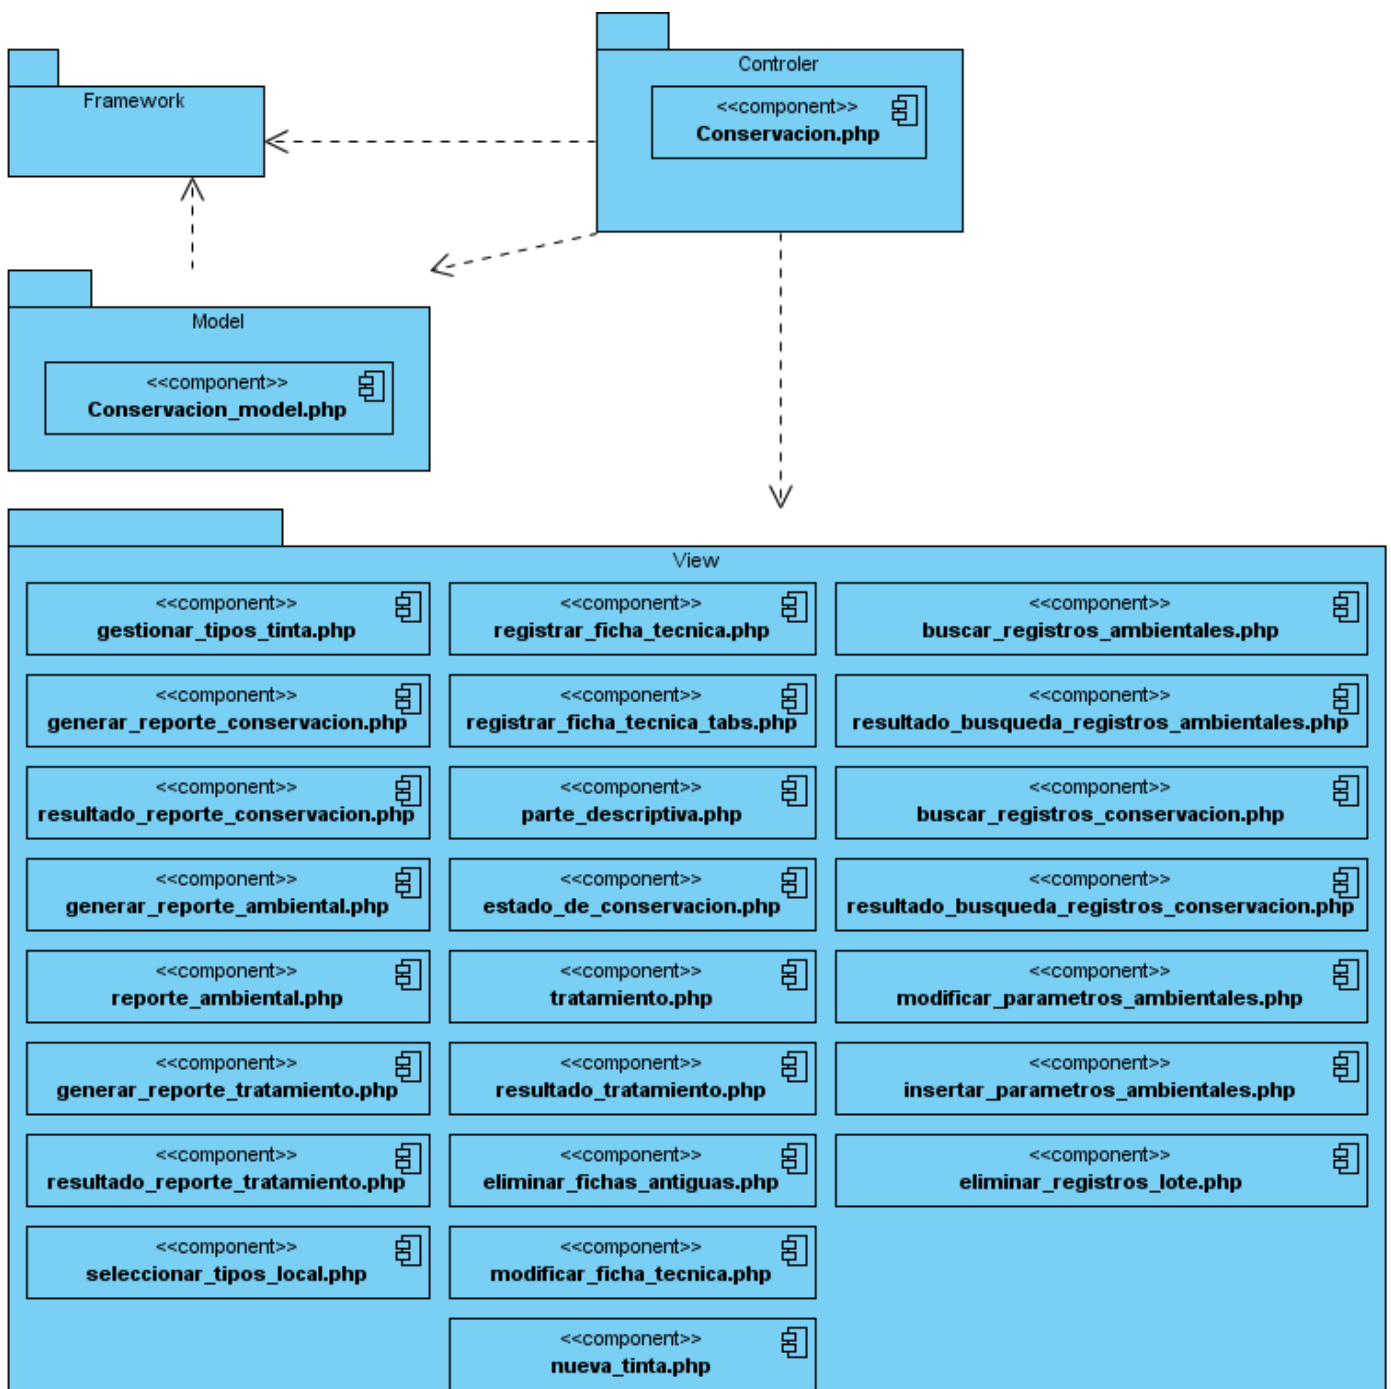 Controler
<<component>>
Conservacion.php
Framework
Model
<<component>>
Conservacion_model.php
View
<<component>>
gestionar_tipos_tinta.php
<<component>>
generar_reporte_conservacion.php
<<component>>
resultado_reporte_conservacion.php
<<component>>
generar_reporte_ambiental.php
<<component>>
reporte_ambiental.php
<<component>>
generar_reporte_tratamiento.php
<<component>>
resultado_reporte_tratamiento.php
<<component>>
seleccionar_tipos_local.php
<<component>>
registrar_ficha_tecnica.php
<<component>>
registrar_ficha_tecnica_tabs.php
<<component>>
parte_descriptiva.php
<<component>>
estado_de_conservacion.php
<<component>>
tratamiento.php
<<component>>
resultado_tratamiento.php
<<component>>
eliminar_fichas_antiguas.php
<<component>>
modificar_ficha_tecnica.php
<<component>>
nueva_tinta.php
<<component>>
buscar_registros_ambientales.php
<<component>>
resultado_busqueda_registros_ambientales.php
<<component>>
buscar_registros_conservacion.php
<<component>>
resultado_busqueda_registros_conservacion.php
<<component>>
modificar_parametros_ambientales.php
<<component>>
insertar_parametros_ambientales.php
<<component>>
eliminar_registros_lote.php